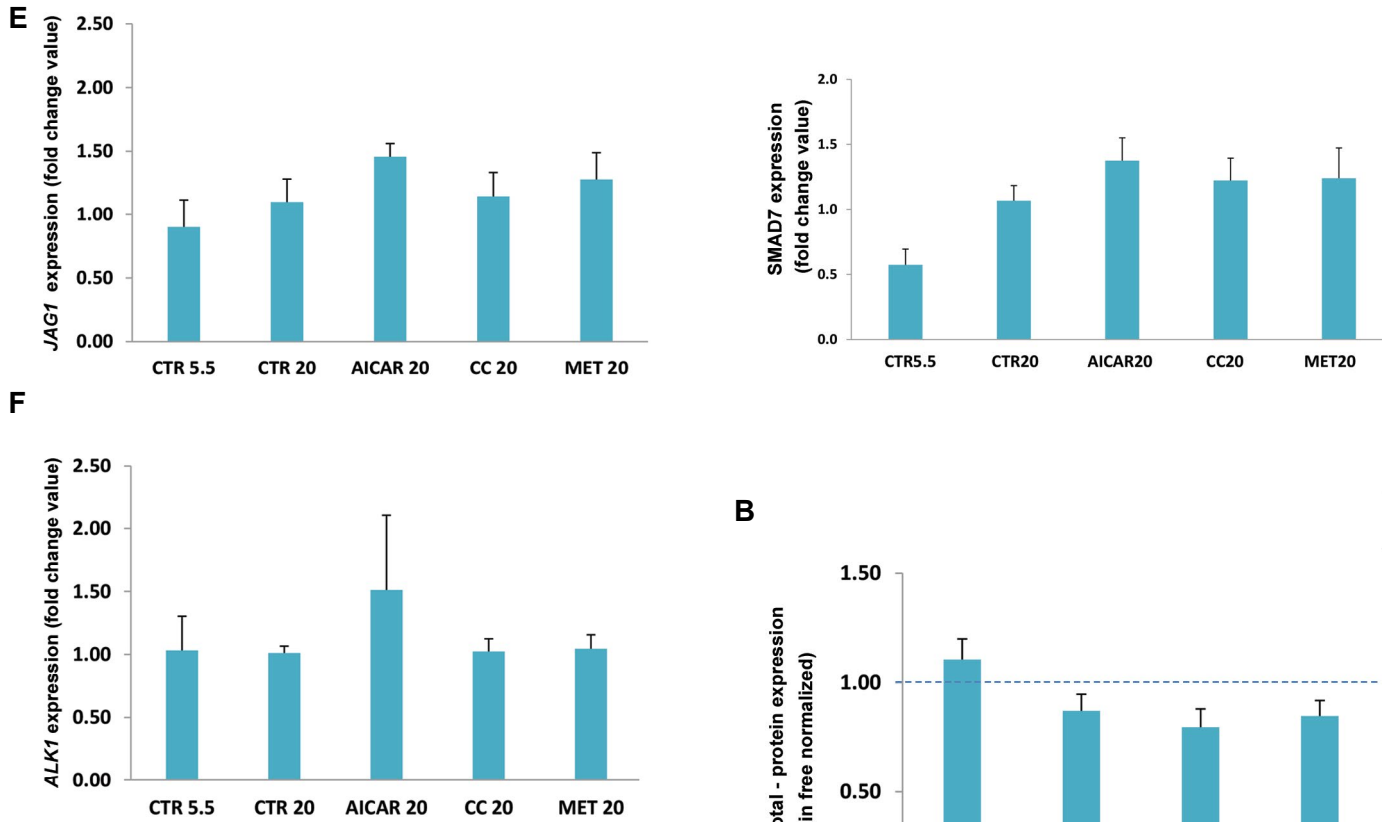 E
JAG1 expression (fold change value)
2.50
2.00
1.50
1.00
0.50
0.00
CTR 5.5 CTR 20 AICAR 20 CC 20 MET 20
SMAD7 expression
(fold change value)
2.0
1.5
1.0
0.5
0.0
CTR5.5 CTR20 AICAR20 CC20 MET20
F
ALK1 expression (fold change value)
2.50
2.00
1.50
1.00
0.50
0.00
CTR 5.5 CTR 20 AICAR 20 CC 20 MET 20
B
- protein expression
free normalized)
1.50
1.00
0.50